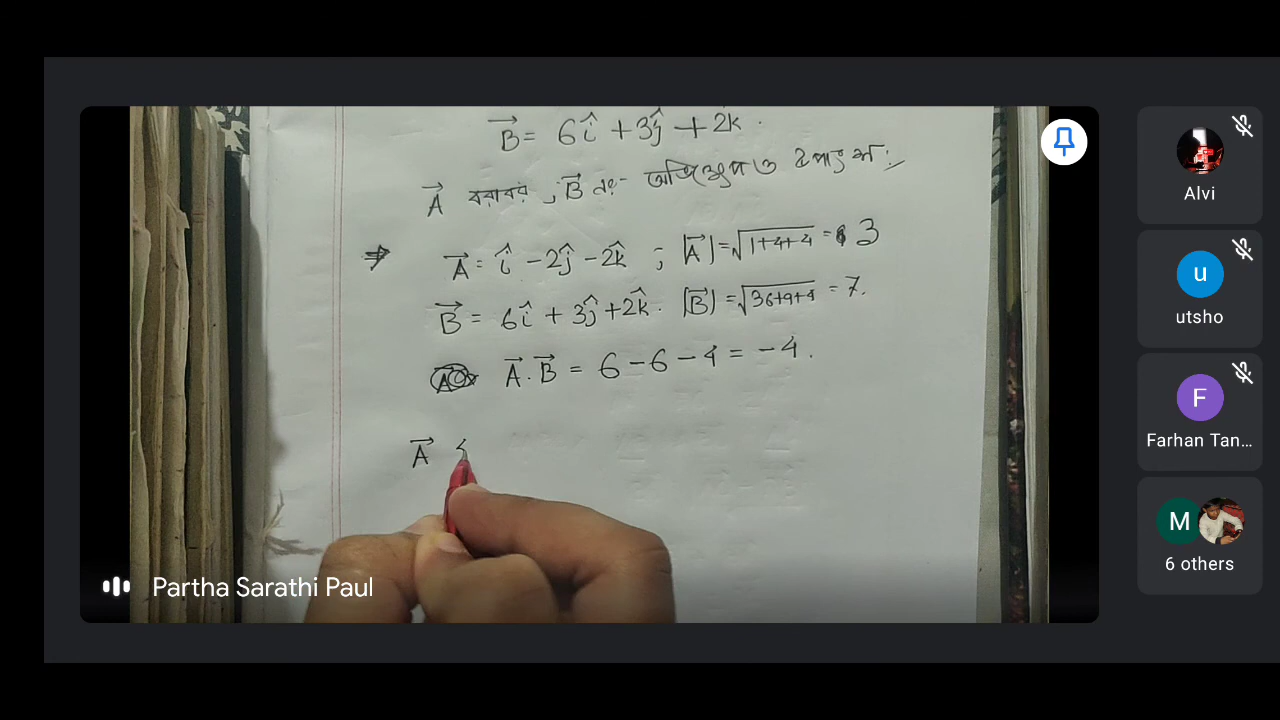 B⃗ = 6î + 3ĵ + 2k̂.
A⃗ বরাবর, B⃗ এর অভিক্ষেপ ও উপাংশ:
⇒ A⃗ = î - 2ĵ - 2k̂ ; |A⃗| = √1+4+4 = 3
B⃗ = 6î + 3ĵ + 2k̂. |B⃗| = √36+9+4 = 7.
A⃗.B⃗ = 6 - 6 - 4 = -4.
A⃗
Partha Sarathi Paul
Alvi
u
utsho
F
Farhan Tan...
M
6 others